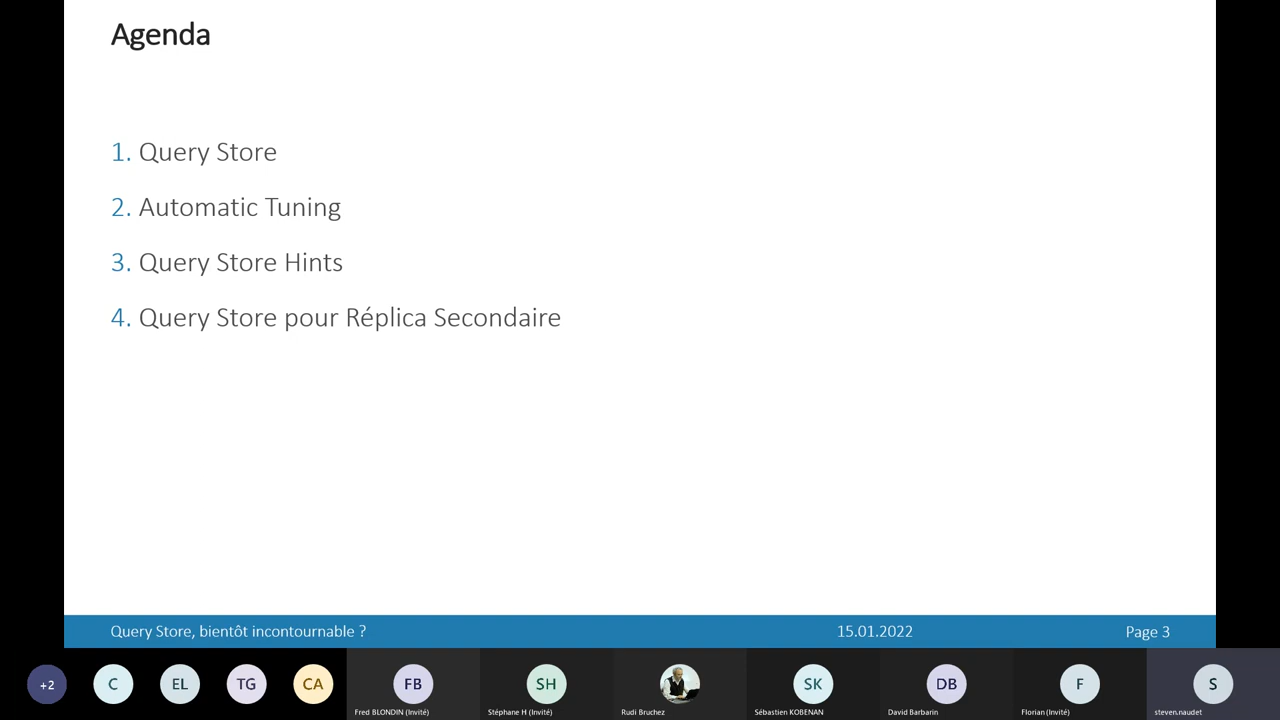 Agenda
1. Query Store
2. Automatic Tuning
3. Query Store Hints
4. Query Store pour Réplica Secondaire
Query Store, bientôt incontournable ?
15.01.2022
Page 3
+2
C
EL
TG
CA
FB
SH
SK
DB
F
S
Fred BLONDIN (Invité)
Stéphane H (Invité)
Rudi Bruchez
Sébastien KOBENAN
David Barbarin
Florian (Invité)
steven.naudet